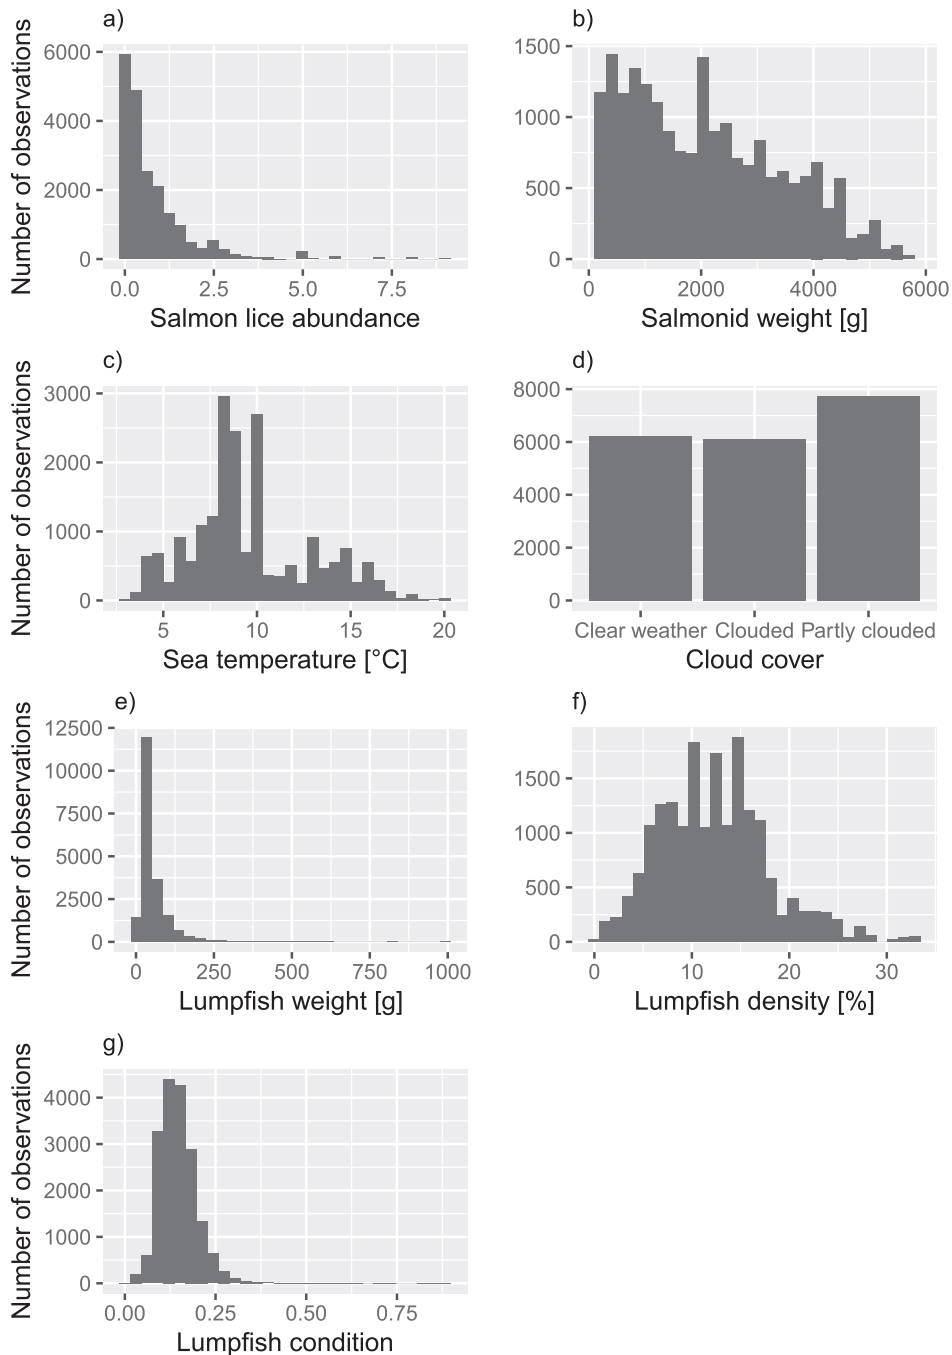 a)
Number of observations
6000
4000
2000
0
0.0 2.5 5.0 7.5
Salmon lice abundance
b)
1500
1000
500
0
0 2000 4000 6000
Salmonid weight [g]
c)
Number of observations
3000
2000
1000
0
5 10 15 20
Sea temperature [°C]
d)
8000
6000
4000
2000
0
Clear weather Clouded Partly clouded
Cloud cover
e)
Number of observations
12500
10000
7500
5000
2500
0
0 250 500 750 1000
Lumpfish weight [g]
f)
1500
1000
500
0
0 10 20 30
Lumpfish density [%]
g)
Number of observations
4000
3000
2000
1000
0
0.00 0.25 0.50 0.75
Lumpfish condition